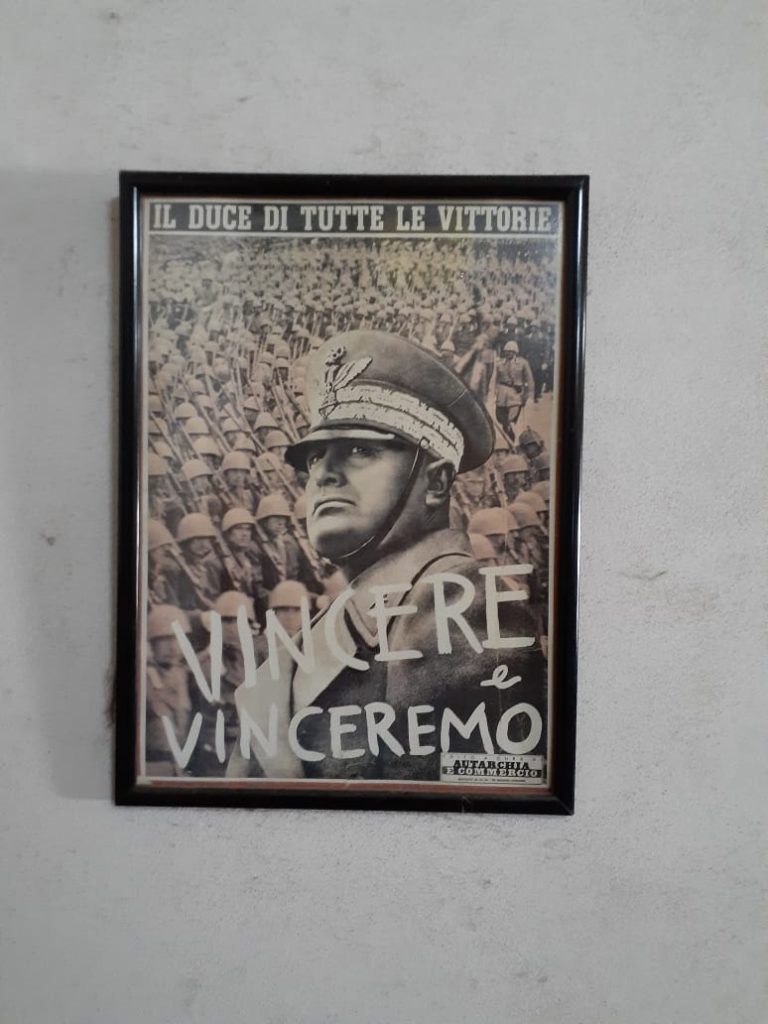 IL DUCE DI TUTTE LE VITTORIE
VINCERE
e
VINCEREMO
AUTARCHIA
E COMMERCIO